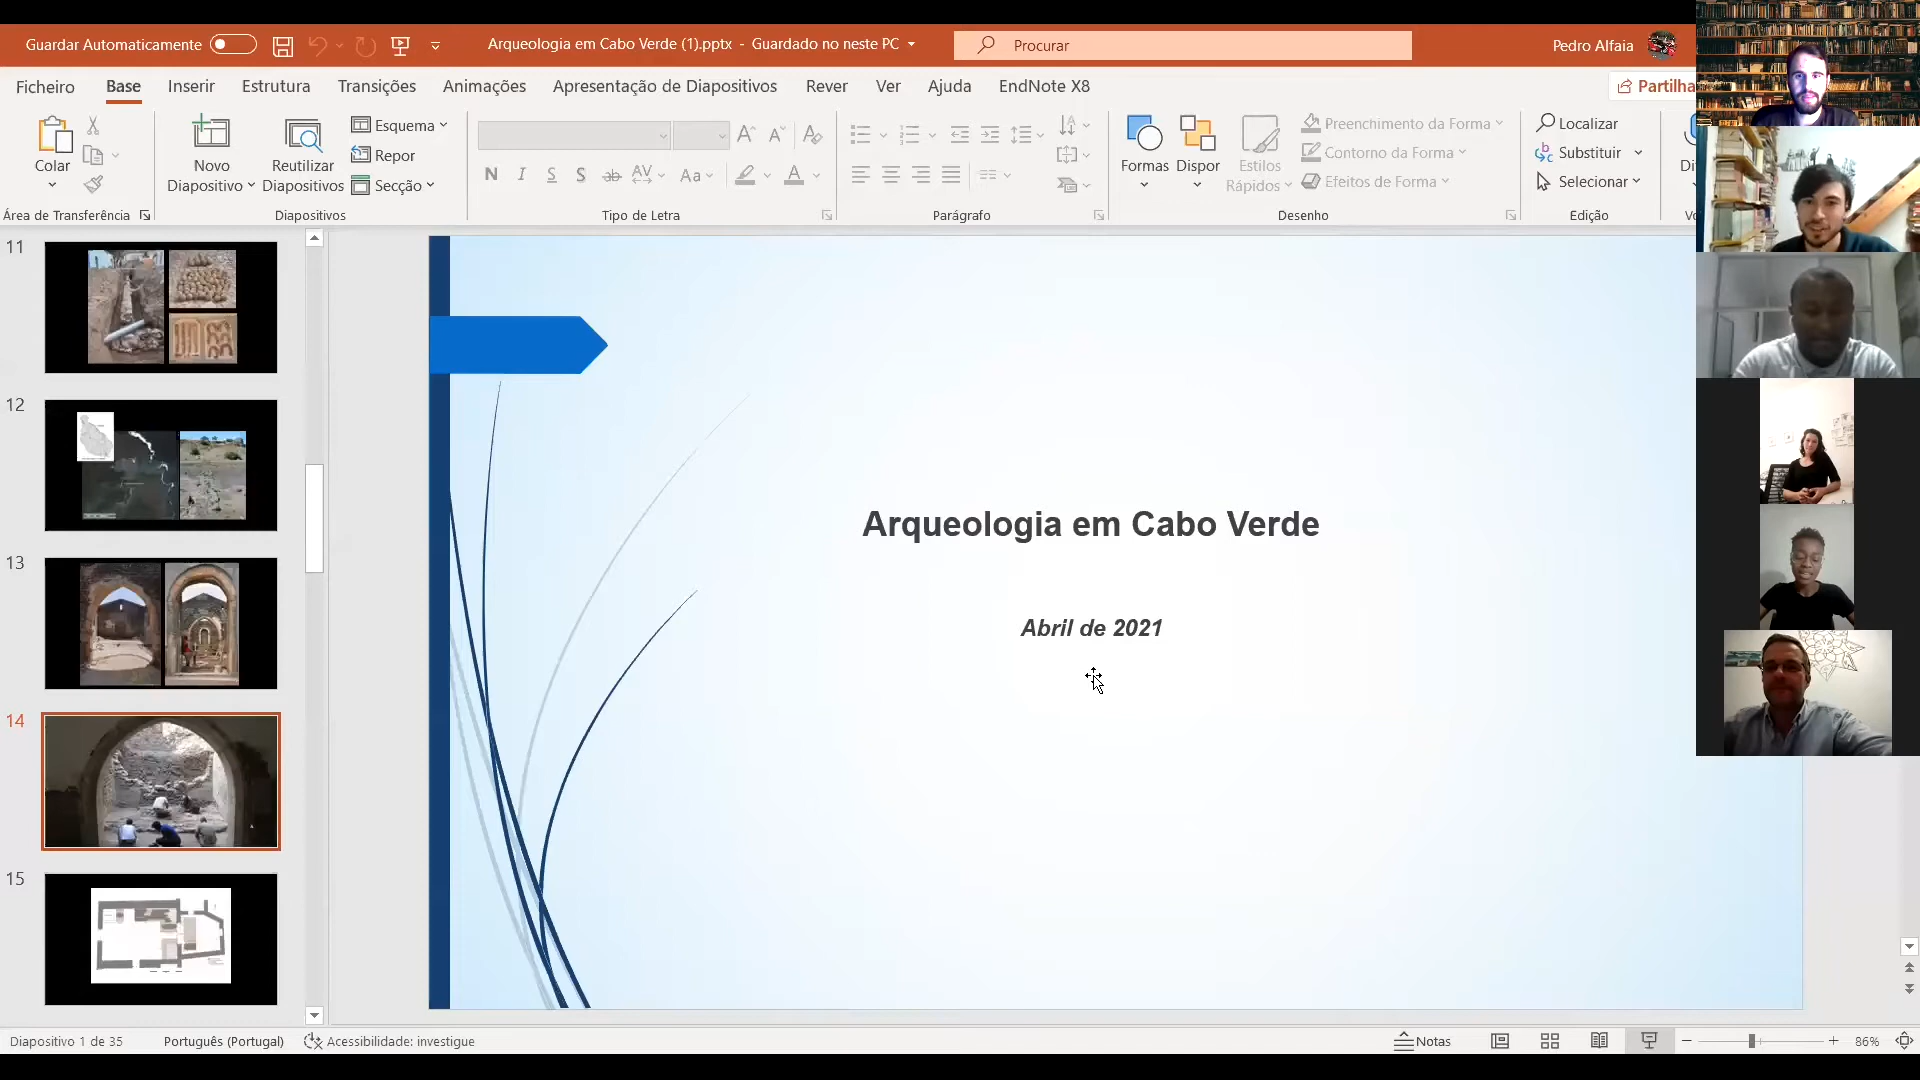 Guardar Automaticamente
Arqueologia em Cabo Verde (1).pptx - Guardado no neste PC
Procurar
Pedro Alfaia
Ficheiro Base Inserir Estrutura Transições Animações Apresentação de Diapositivos Rever Ver Ajuda EndNote X8
Partilha
Colar
Novo Diapositivo
Reutilizar Diapositivos
Esquema
Repor
Secção
N I S S ab AV Aa A
Formas
Dispor
Estilos Rápidos
Preenchimento da Forma
Contorno da Forma
Efeitos de Forma
Localizar
Substituir
Selecionar
Área de Transferência Diapositivos Tipo de Letra Parágrafo Desenho Edição
11
12
13
14
15
Arqueologia em Cabo Verde
Abril de 2021
Diapositivo 1 de 35 Português (Portugal) Acessibilidade: investigue Notas 86%